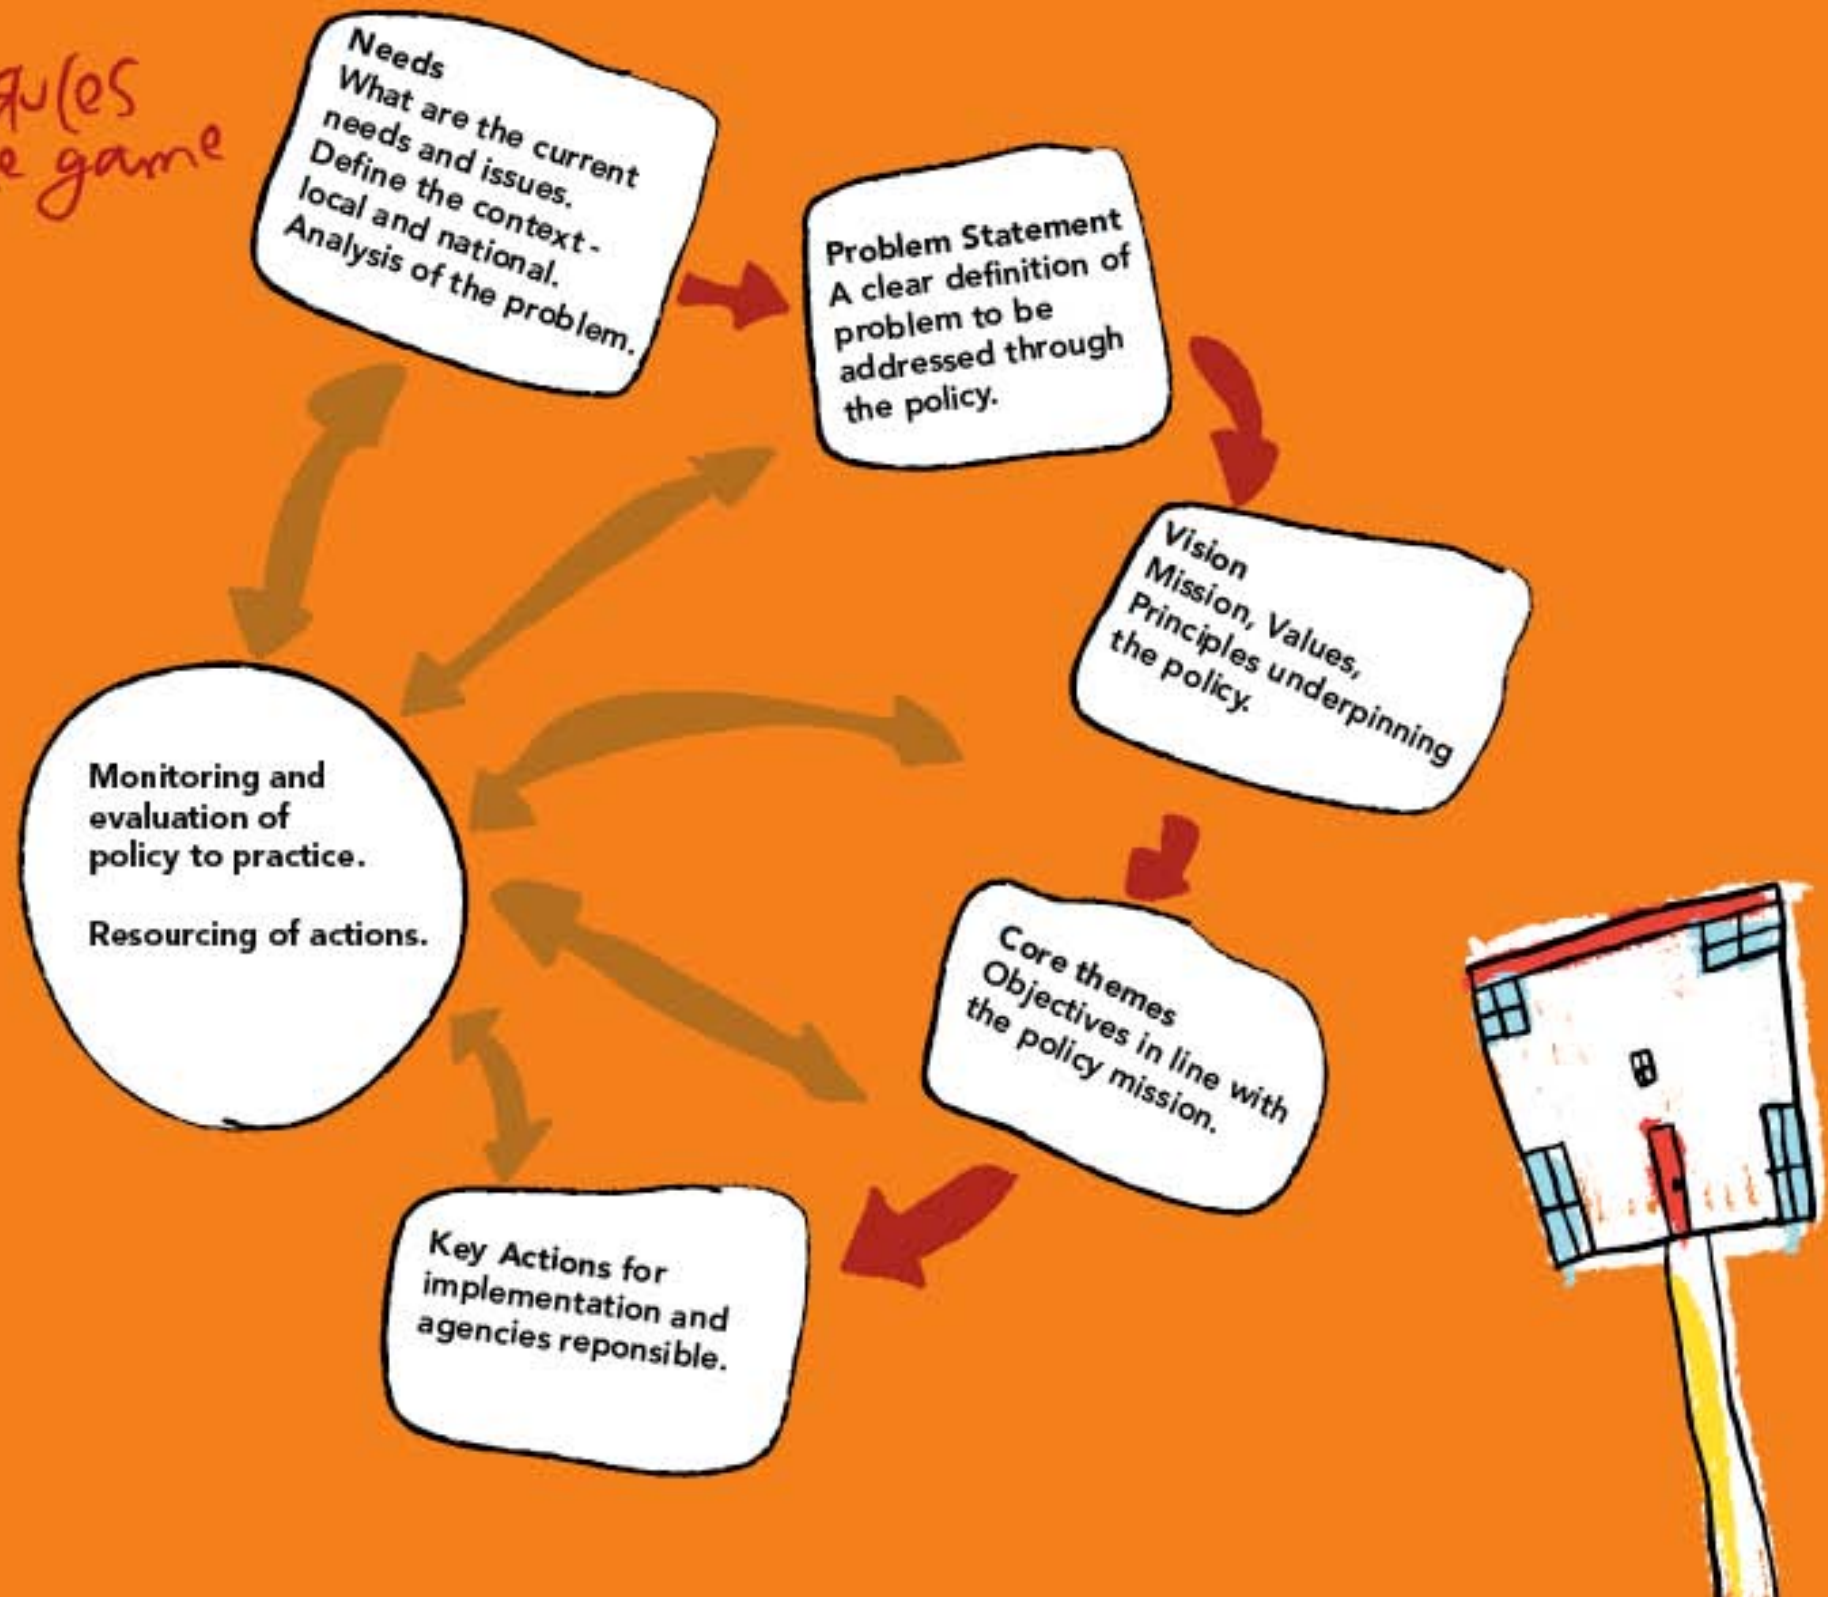 game
Needs
What are the current
needs and issues.
Define the context -
local and national.
Analysis of the problem.
Problem Statement
A clear definition of
problem to be
addressed through
the policy.
Vision
Mission, Values,
Principles underpinning
the policy.
Monitoring and
evaluation of
policy to practice.
Resourcing of actions.
Core themes
Objectives in line with
the policy mission.
Key Actions for
implementation and
agencies reponsible.